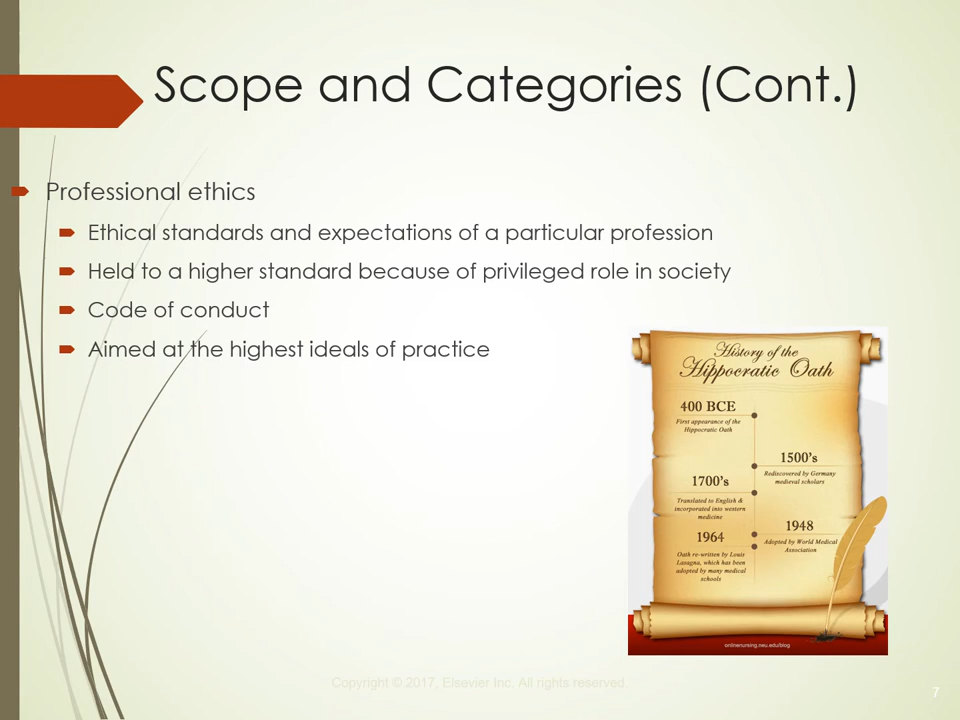 Scope and Categories (Cont.)
Professional ethics
Ethical standards and expectations of a particular profession
Held to a higher standard because of privileged role in society
Code of conduct
Aimed at the highest ideals of practice
History of the
Hippocratic Oath
400 BCE
First appearance of the
Hippocratic Oath
1500's
Rediscovered by Germany
medieval scholars
1700's
Translated to English &
incorporated into western
medicine
1948
Adopted by World Medical
Association
1964
Oath re-written by Louis
Lasagna, which has been
adopted by many medical
schools
onlinenursing.neu.edu/blog
Copyright © 2017, Elsevier Inc. All rights reserved.
7